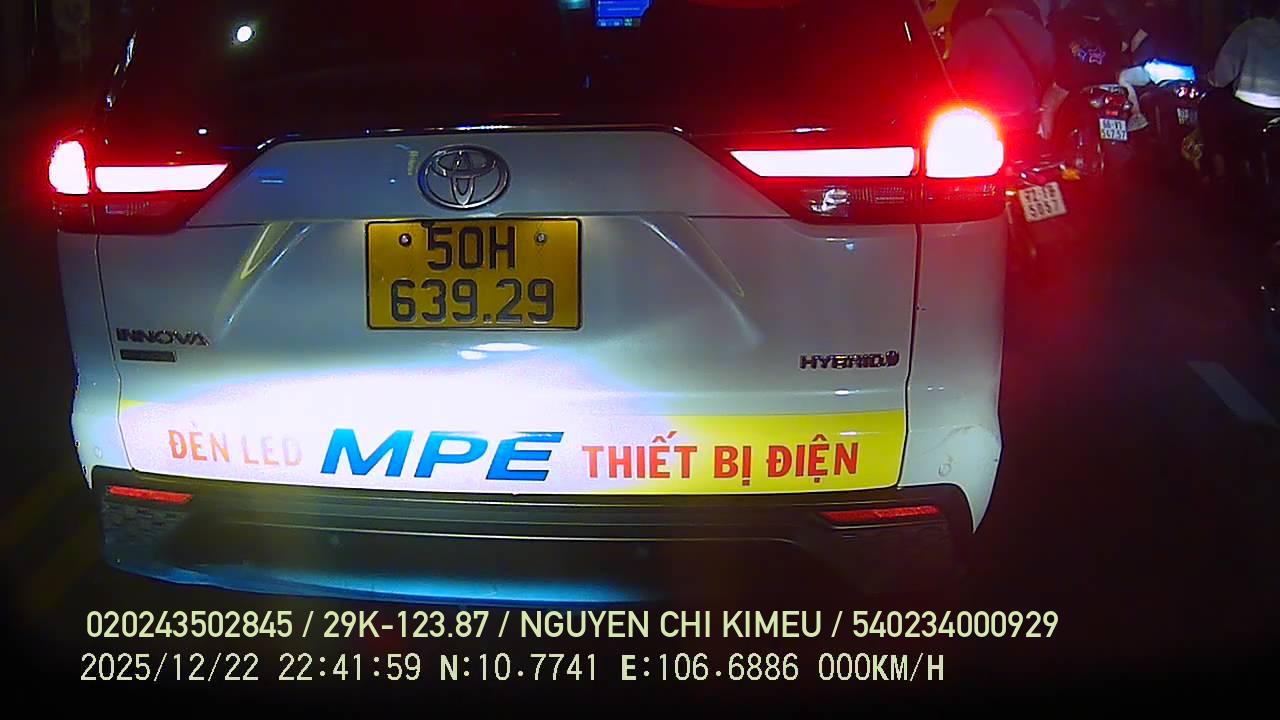 50H
639.29
INNOVA
HYBRID
ĐÈN LED MPE THIẾT BỊ ĐIỆN
020243502845 / 29K-123.87 / NGUYEN CHI KIMEU / 540234000929
2025/12/22 22:41:59 N:10.7741 E:106.6886 000KM/H